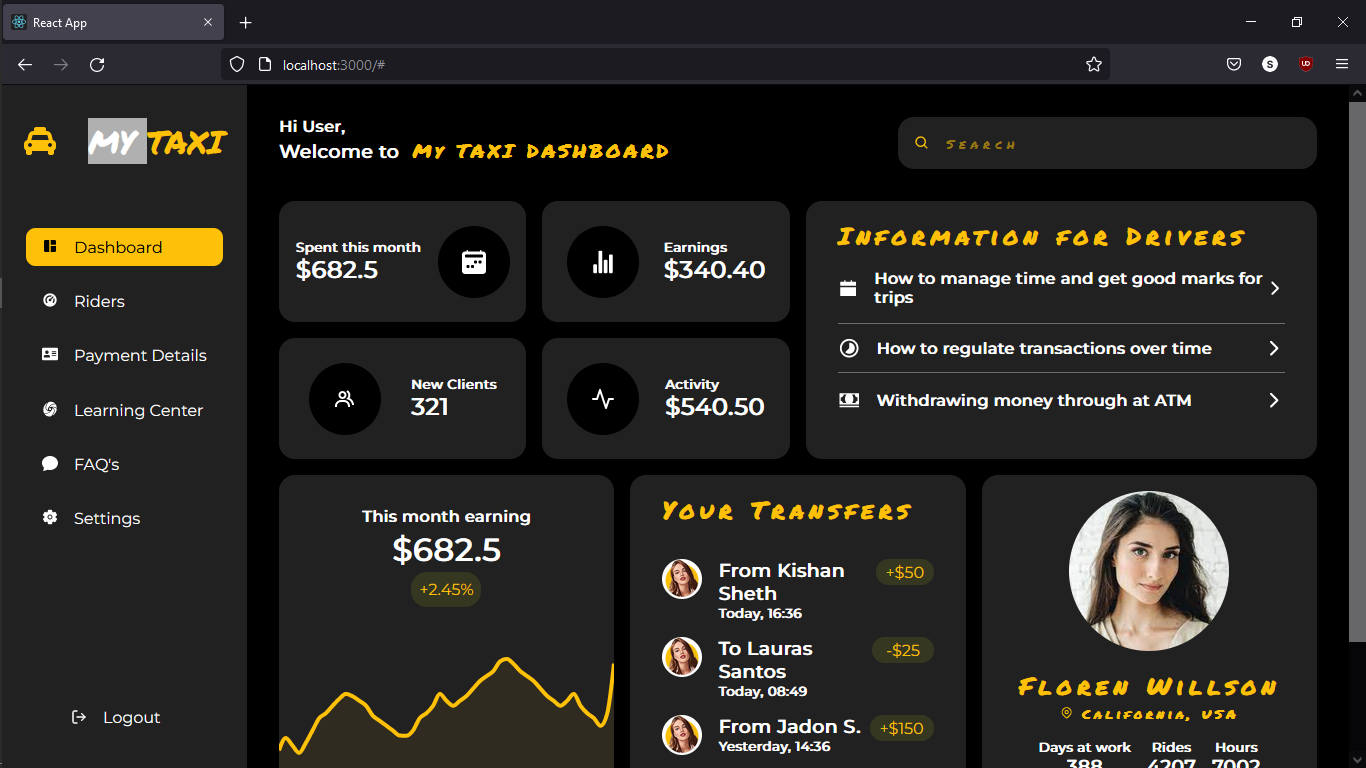 React App
localhost:3000/#
MY TAXI
Hi User,
Welcome to My TAXI DASHBOARD
Search
Dashboard
Riders
Payment Details
Learning Center
FAQ's
Settings
Logout
Spent this month
$682.5
Earnings
$340.40
New Clients
321
Activity
$540.50
Information for Drivers
How to manage time and get good marks for
trips
How to regulate transactions over time
Withdrawing money through at ATM
This month earning
$682.5
+2.45%
Your Transfers
From Kishan
Sheth
Today, 16:36
+$50
To Lauras
Santos
Today, 08:49
-$25
From Jadon S.
Yesterday, 14:36
+$150
Floren Willson
California, USA
Days at work Rides Hours
388 4207 7002